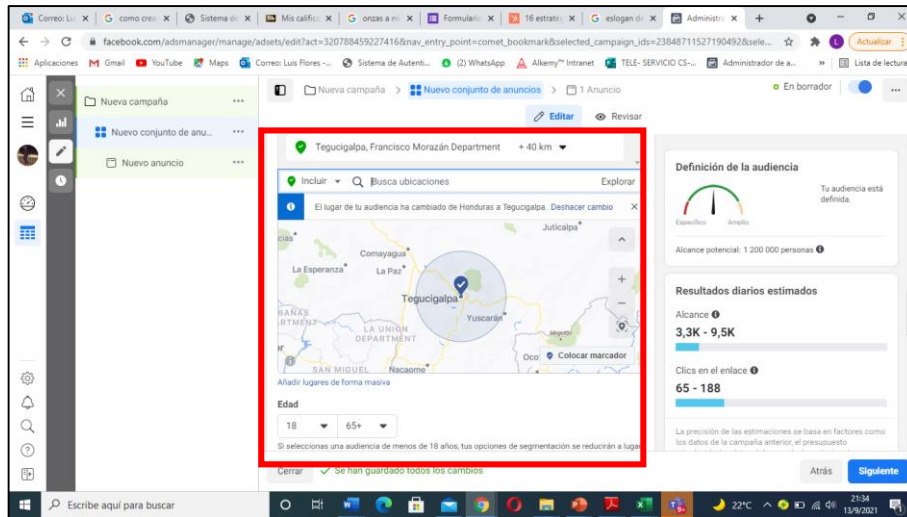 Correo: Lu
como crea
Sistema de
Mis califica
onzas a m
Formulario
16 estrateg
eslogan de
Administra
facebook.com/adsmanager/manage/adsets/edit?act=320788459227416&nav_entry_point=comet_bookmark&selected_campaign_ids=23848711527190492&sele...
Actualizar
Aplicaciones Gmail YouTube Maps Correo: Luis Flores -... Sistema de Autenti... (2) WhatsApp Alkemy™ Intranet TELE- SERVICIO CS-... Administrador de a... » Lista de lectura
Nueva campaña
Nuevo conjunto de anu...
Nuevo anuncio
Nueva campaña > Nuevo conjunto de anuncios > 1 Anuncio
En borrador
Editar Revisar
Tegucigalpa, Francisco Morazán Department + 40 km
Incluir Busca ubicaciones Explorar
El lugar de tu audiencia ha cambiado de Honduras a Tegucigalpa. Deshacer cambio
Juticalpa
Comayagua
La Esperanza
La Paz
Tegucigalpa
Yuscarán
LA UNION
DEPARTMENT
SAN MIGUEL
Nacaome
Colocar marcador
Añadir lugares de forma masiva
Edad
18 65+
Si seleccionas una audiencia de menos de 18 años, tus opciones de segmentación se reducirán a lugar
Cerrar Se han guardado todos los cambios
Definición de la audiencia
Tu audiencia está
definida.
Específico Amplio
Alcance potencial: 1 200 000 personas
Resultados diarios estimados
Alcance
3,3K - 9,5K
Clics en el enlace
65 - 188
La precisión de las estimaciones se basa en factores como
los datos de la campaña anterior, el presupuesto
Atrás Siguiente
Escribe aquí para buscar
22°C
21:34
13/9/2021